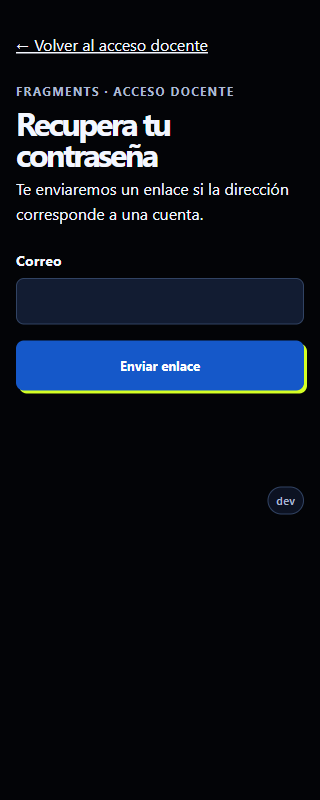 ← Volver al acceso docente
FRAGMENTS · ACCESO DOCENTE
Recupera tu
contraseña
Te enviaremos un enlace si la dirección
corresponde a una cuenta.
Correo
Enviar enlace
dev